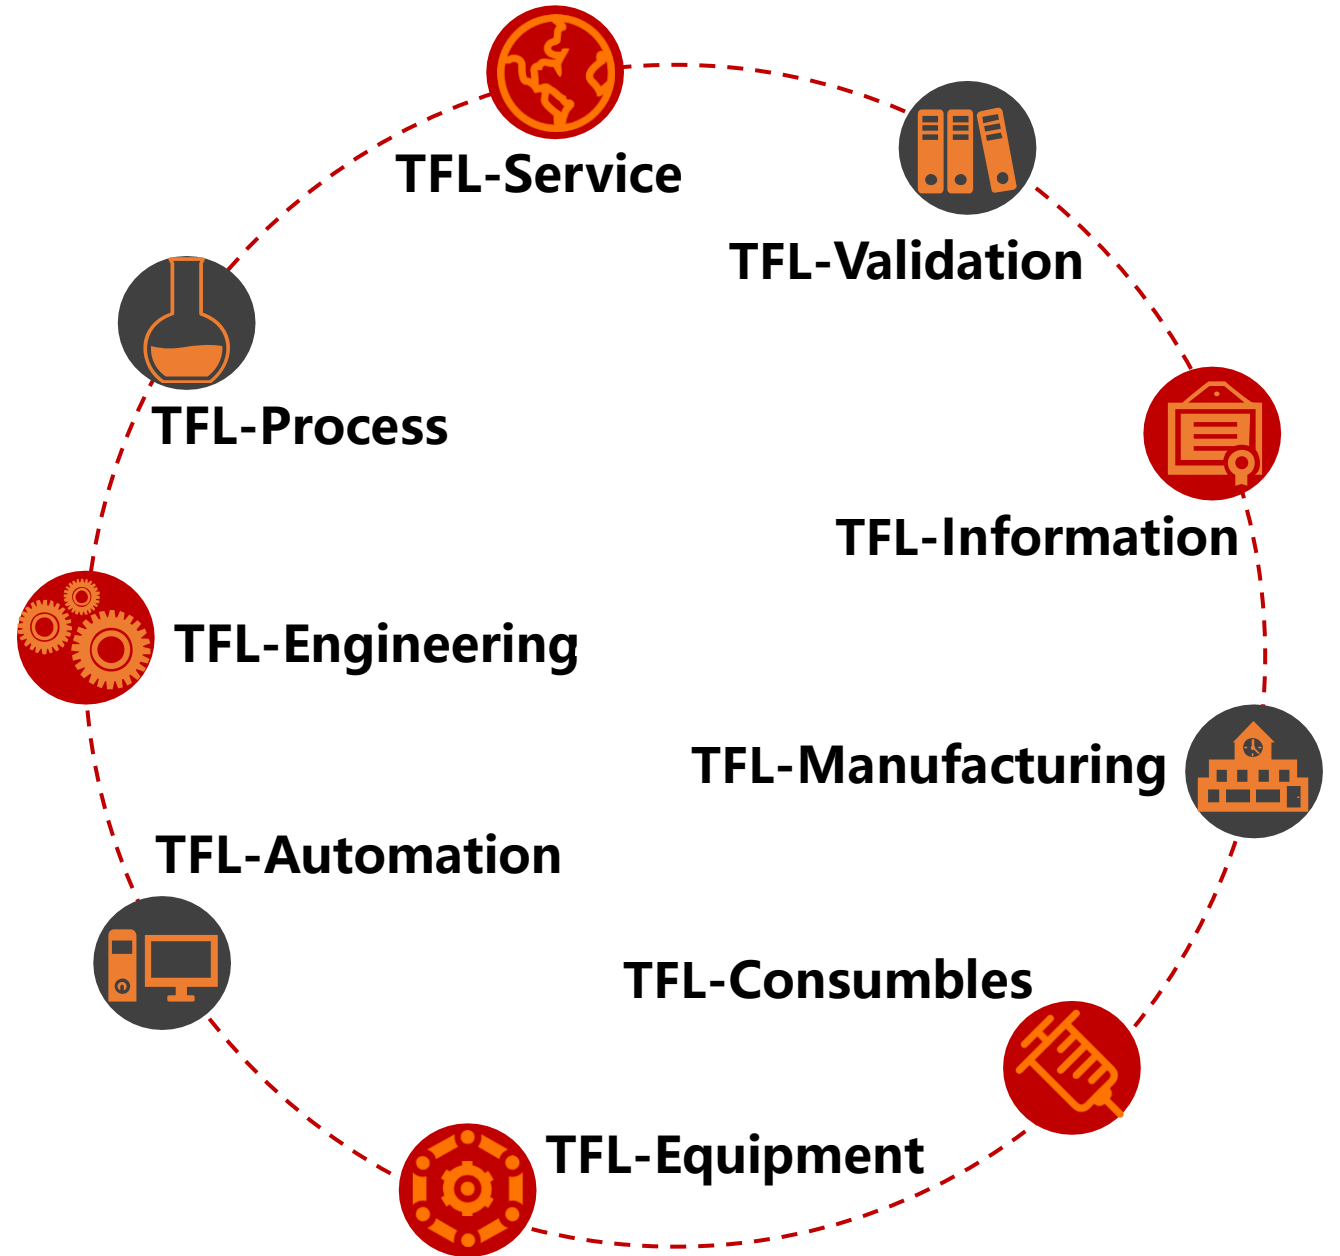 TFL-Service
TFL-Validation
TFL-Process
TFL-Information
TFL-Engineering
TFL-Manufacturing
TFL-Automation
TFL-Consumbles
TFL-Equipment